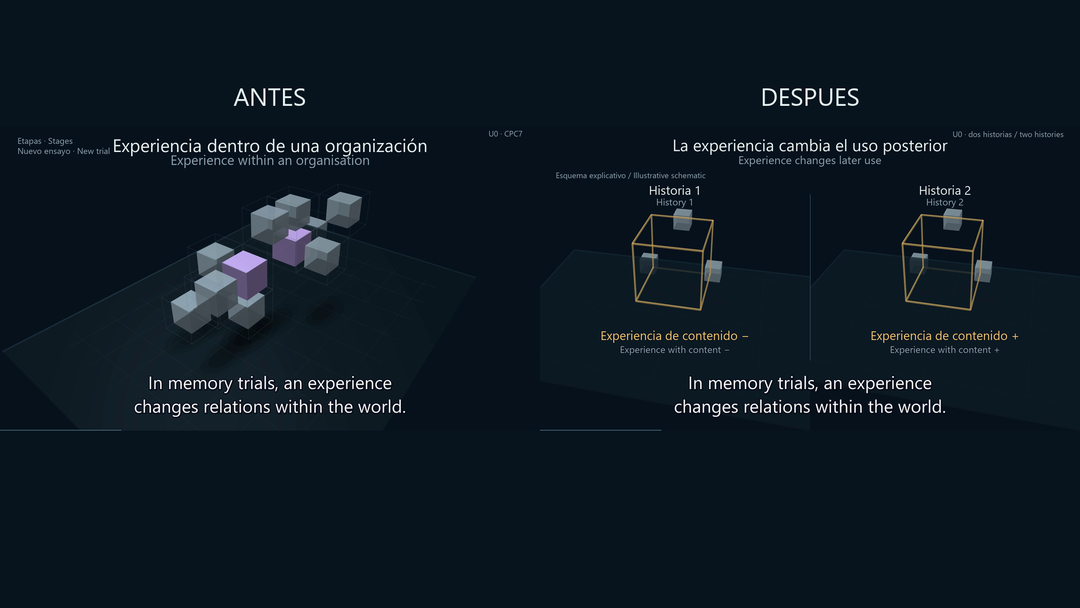 ANTES
Etapas · Stages
Nuevo ensayo · New trial
U0 · CPC7
Experiencia dentro de una organización
Experience within an organisation
In memory trials, an experience
changes relations within the world.
DESPUES
U0 · dos historias / two histories
La experiencia cambia el uso posterior
Experience changes later use
Esquema explicativo / Illustrative schematic
Historia 1
History 1
Historia 2
History 2
Experiencia de contenido −
Experience with content −
Experiencia de contenido +
Experience with content +
In memory trials, an experience
changes relations within the world.